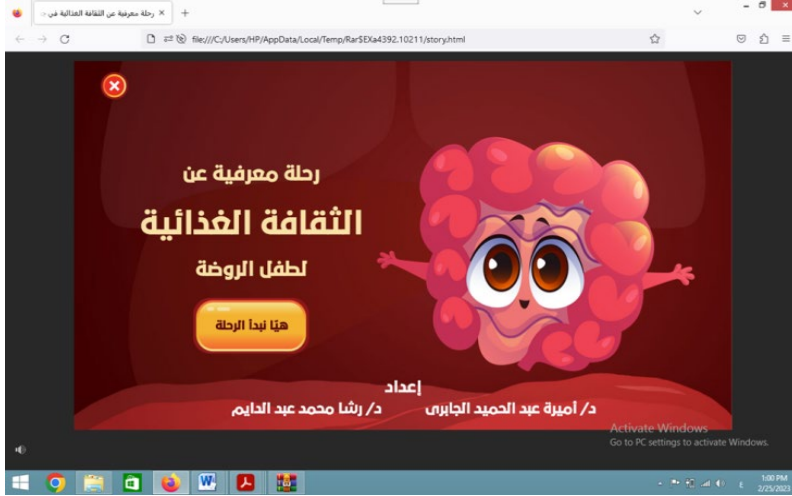 رحلة معرفية عن الثقافة الغذائية في
file:///C:/Users/HP/AppData/Local/Temp/Rar$EXa4392.10211/story.html
رحلة معرفية عن
الثقافة الغذائية
لطفل الروضة
هيّا نبدأ الرحلة
إعداد
د/ أميرة عبد الحميد الجابرى د/ رشا محمد عبد الدايم
Activate Windows
Go to PC settings to activate Windows.
1:00 PM
2/25/2023